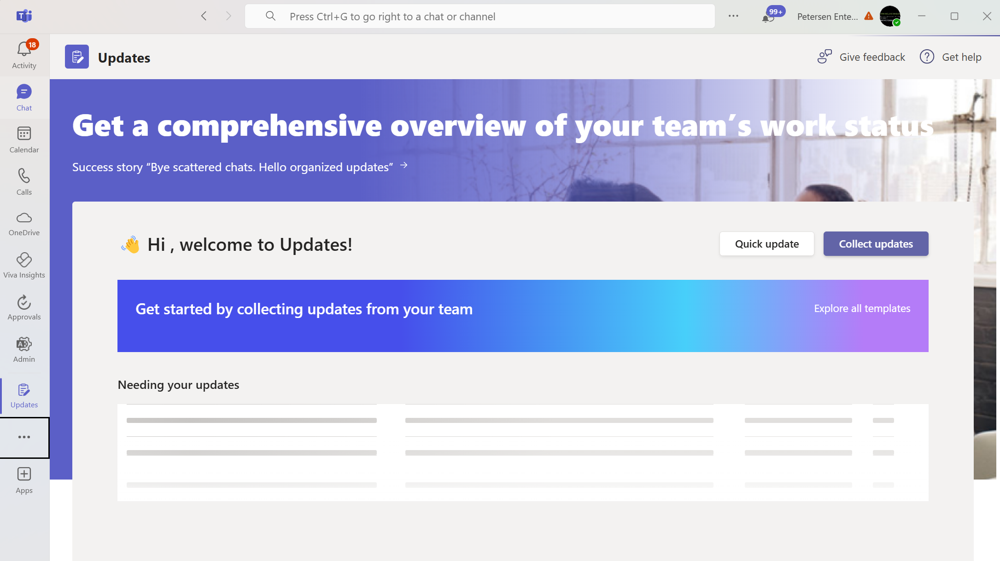 Press Ctrl+G to go right to a chat or channel
99+
Petersen Ente...
18
Activity
Chat
Calendar
Calls
OneDrive
Viva Insights
Approvals
Admin
Updates
Apps
Updates
Give feedback
Get help
Get a comprehensive overview of your team’s work status
Success story “Bye scattered chats. Hello organized updates” →
👋 Hi , welcome to Updates!
Quick update
Collect updates
Get started by collecting updates from your team
Explore all templates
Needing your updates